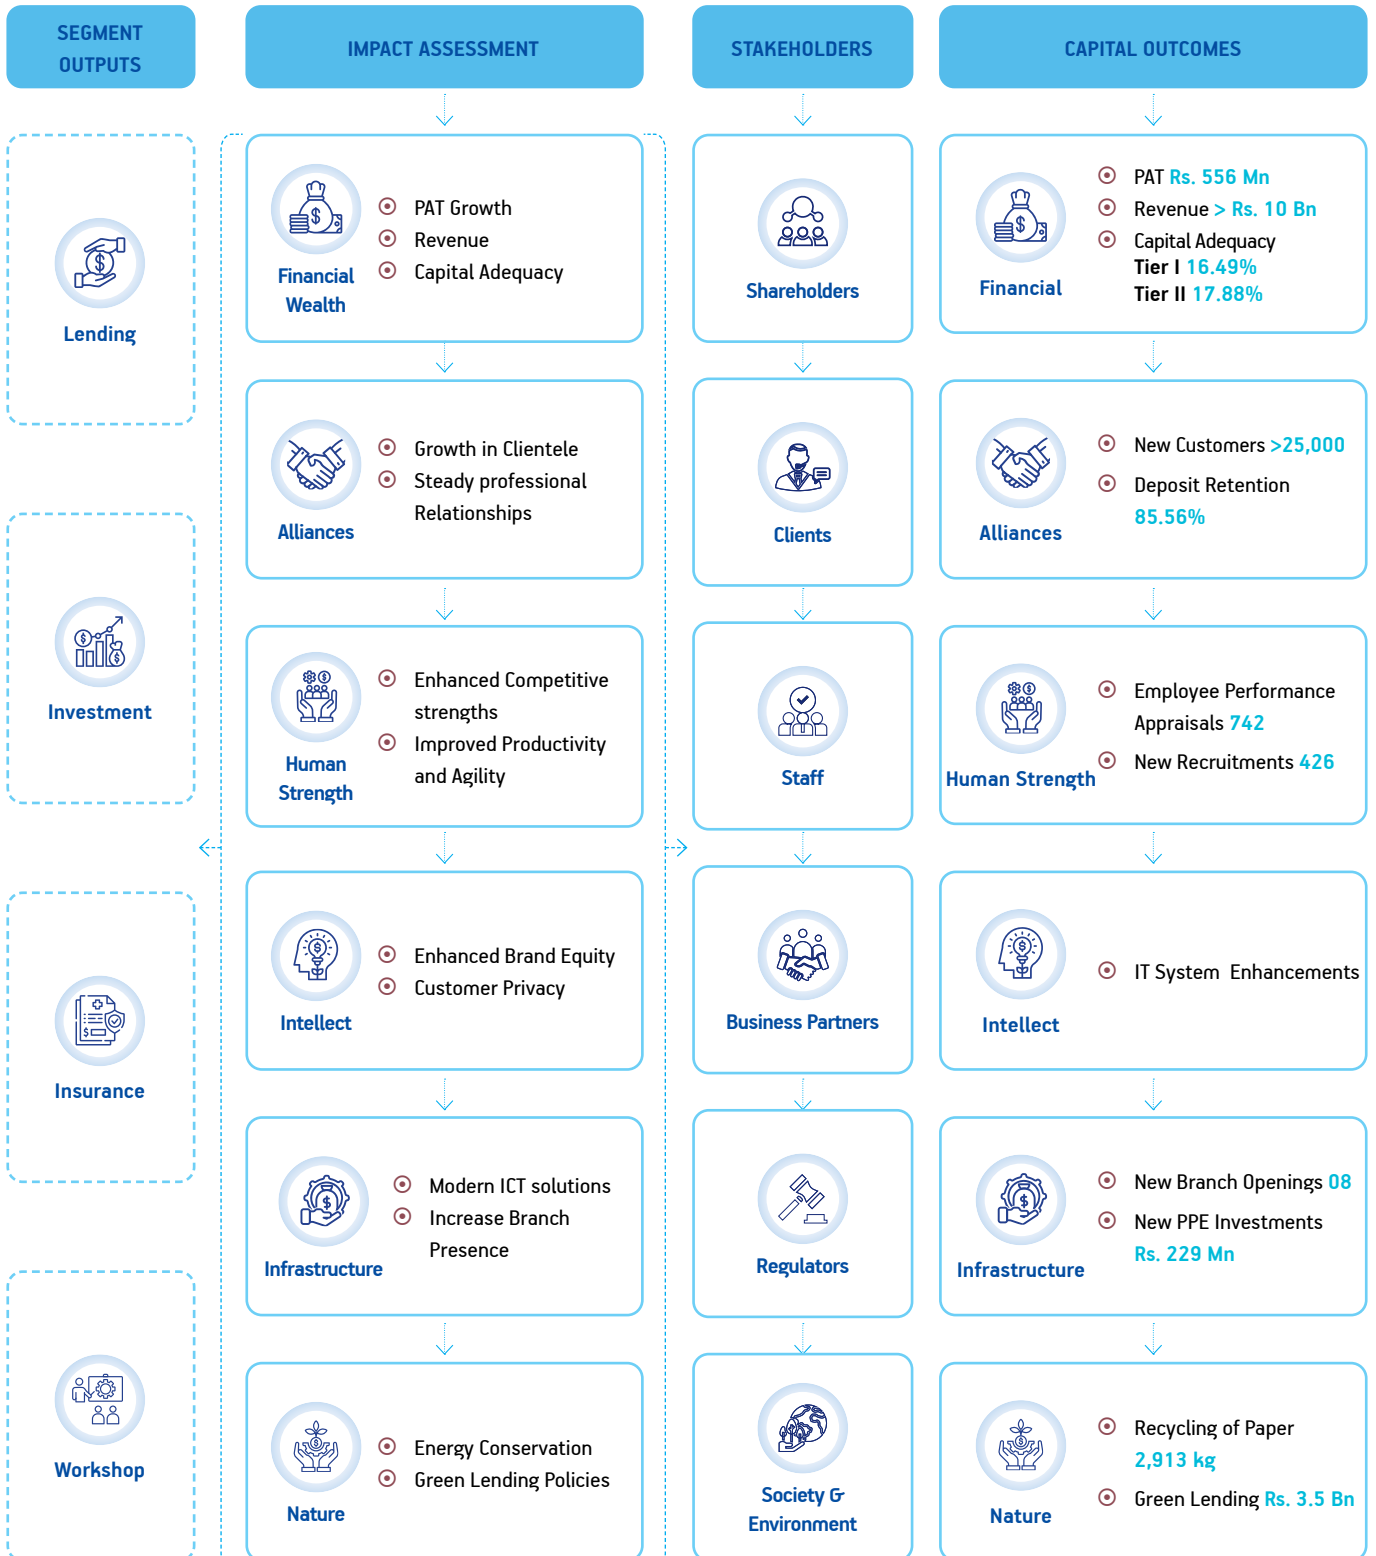 SEGMENT
OUTPUTS
IMPACT ASSESSMENT
STAKEHOLDERS
CAPITAL OUTCOMES
Lending
Investment
Insurance
Workshop
Financial
Wealth
PAT Growth
Revenue
Capital Adequacy
Alliances
Growth in Clientele
Steady professional
Relationships
Human
Strength
Enhanced Competitive
strengths
Improved Productivity
and Agility
Intellect
Enhanced Brand Equity
Customer Privacy
Infrastructure
Modern ICT solutions
Increase Branch
Presence
Nature
Energy Conservation
Green Lending Policies
Shareholders
Clients
Staff
Business Partners
Regulators
Society &
Environment
Financial
PAT Rs. 556 Mn
Revenue > Rs. 10 Bn
Capital Adequacy
Tier I 16.49%
Tier II 17.88%
Alliances
New Customers >25,000
Deposit Retention
85.56%
Human Strength
Employee Performance
Appraisals 742
New Recruitments 426
Intellect
IT System Enhancements
Infrastructure
New Branch Openings 08
New PPE Investments
Rs. 229 Mn
Nature
Recycling of Paper
2,913 kg
Green Lending Rs. 3.5 Bn